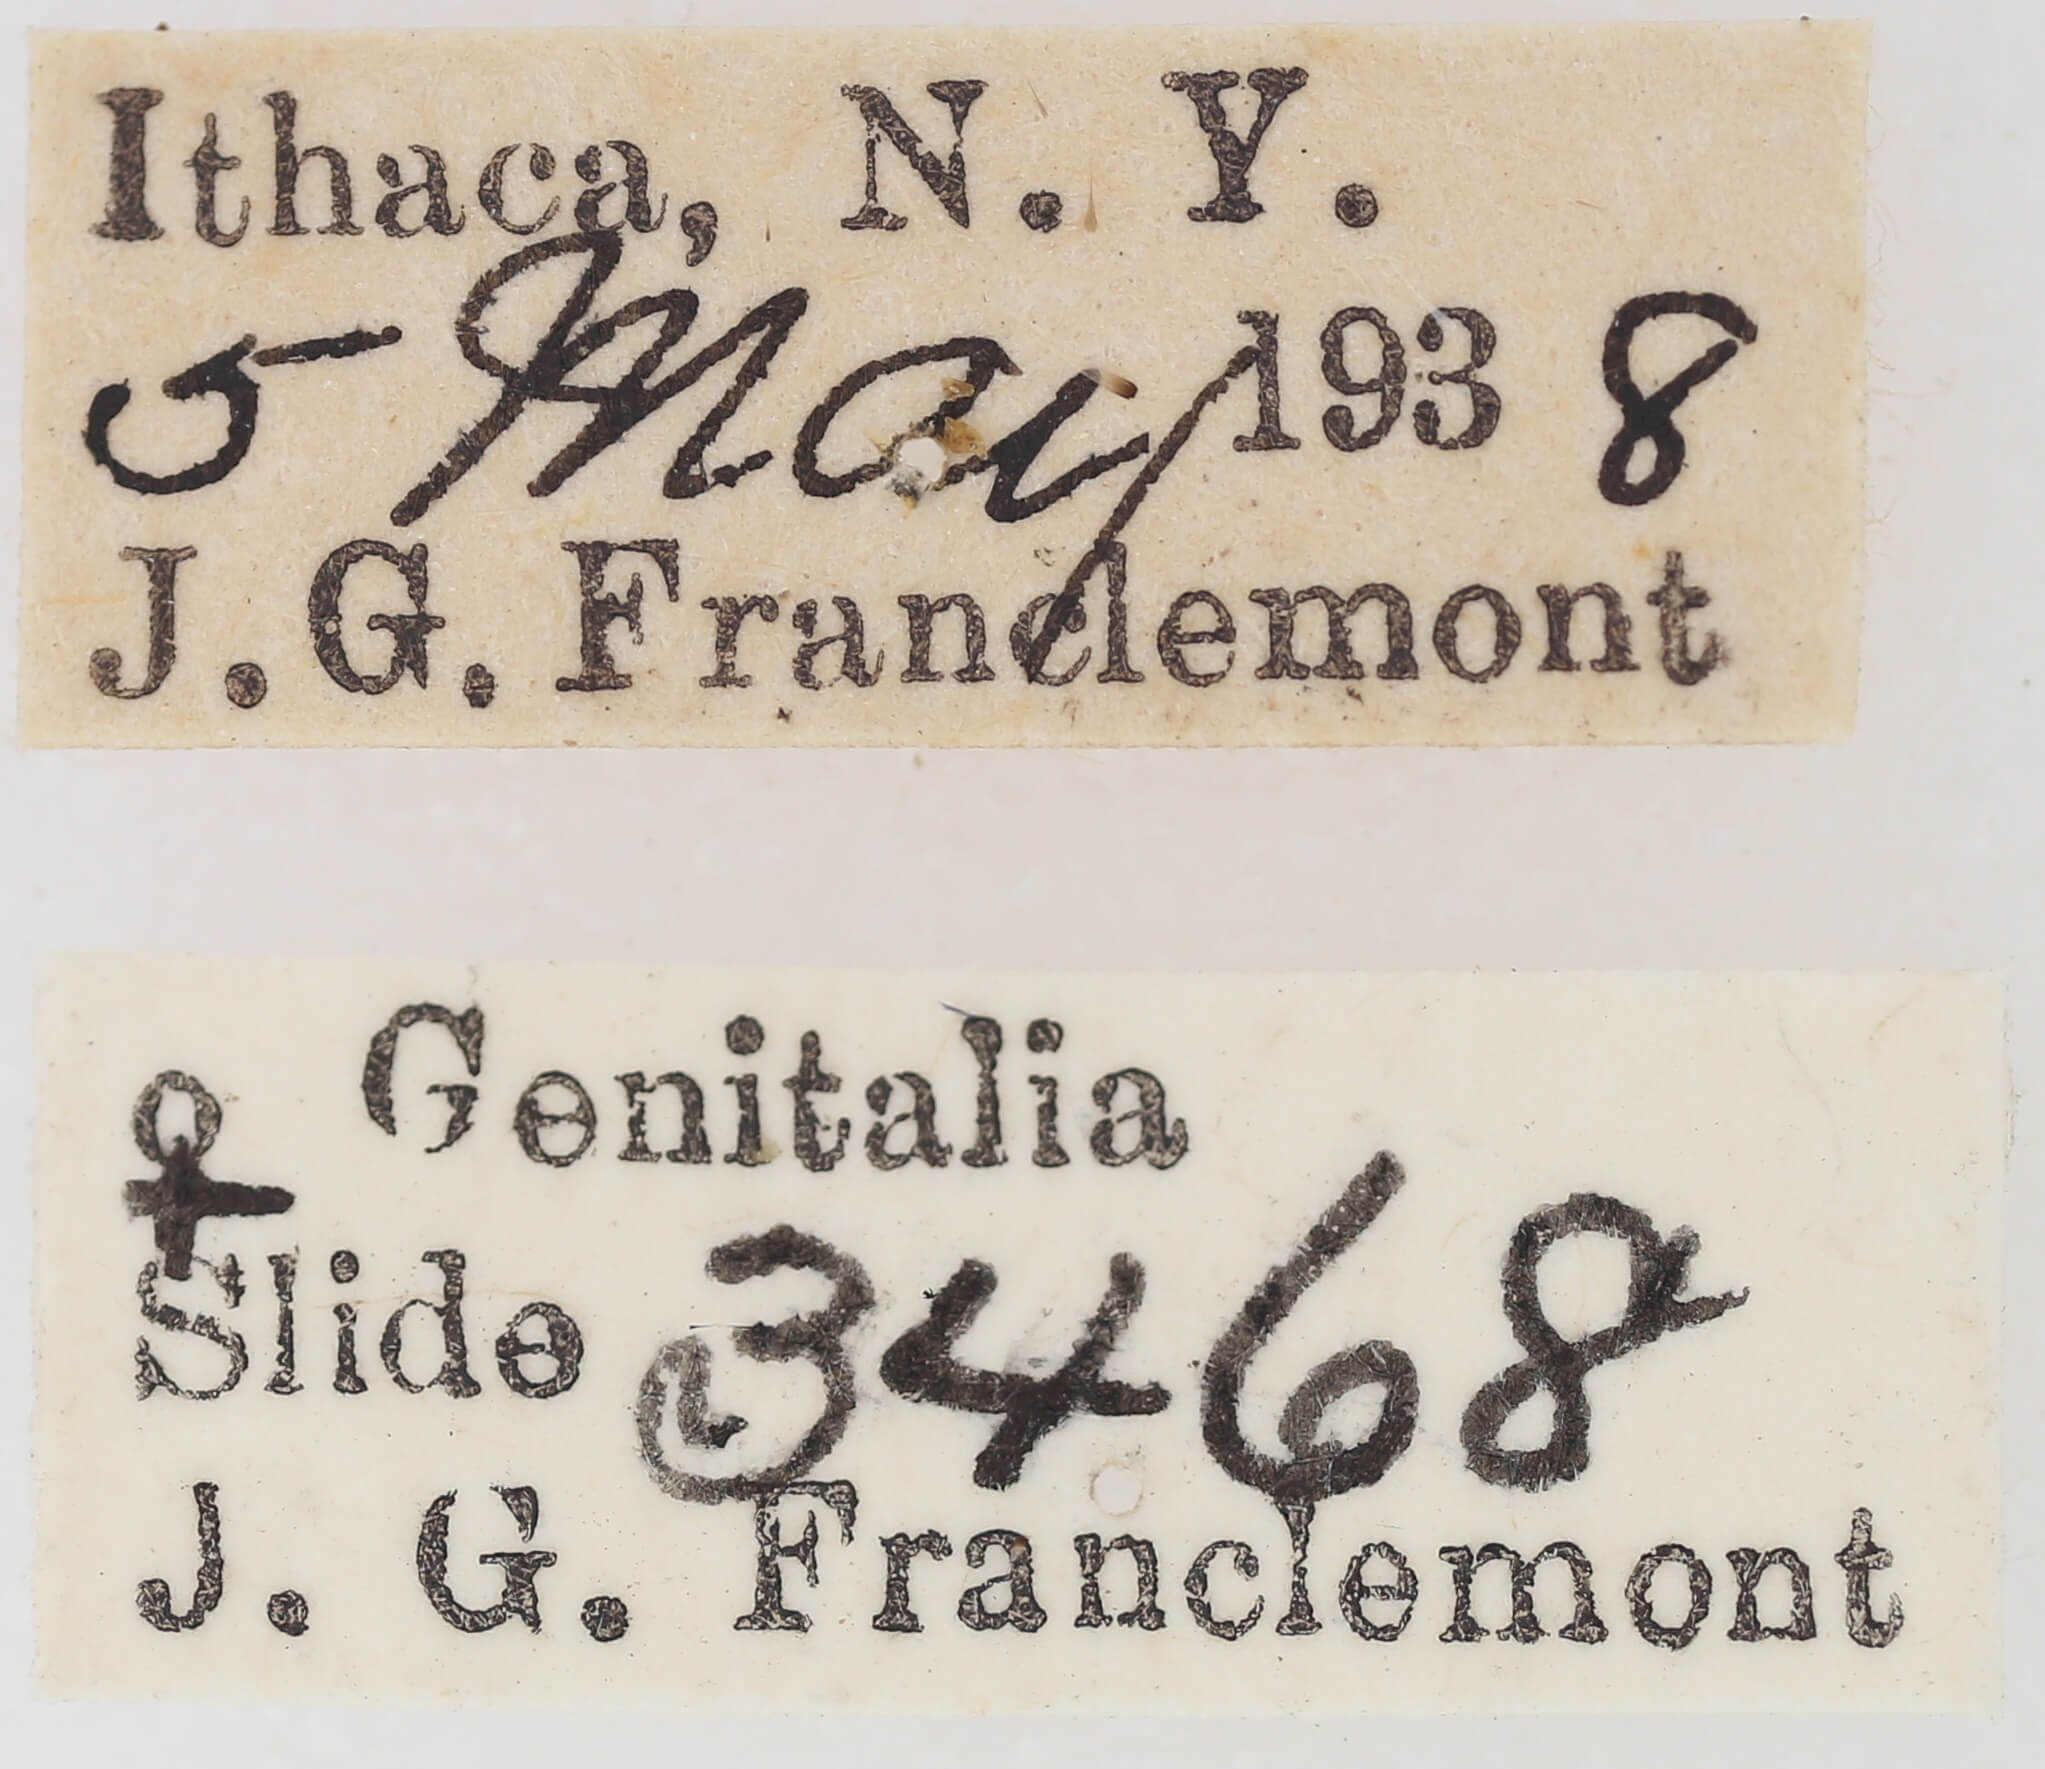 Ithaca, N. Y.
5 May 1938
J. G. Franclemont
♀ Genitalia
Slide 3468
J. G. Franclemont